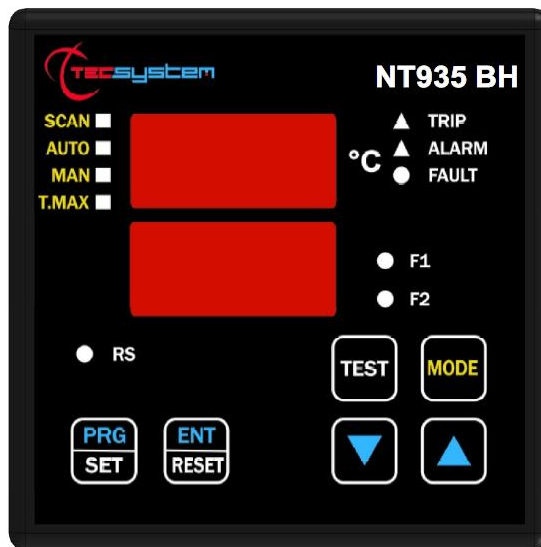 TECSYSTEM
NT935 BH
SCAN
AUTO
MAN
T.MAX
°C
TRIP
ALARM
FAULT
F1
F2
RS
TEST
MODE
PRG
SET
ENT
RESET